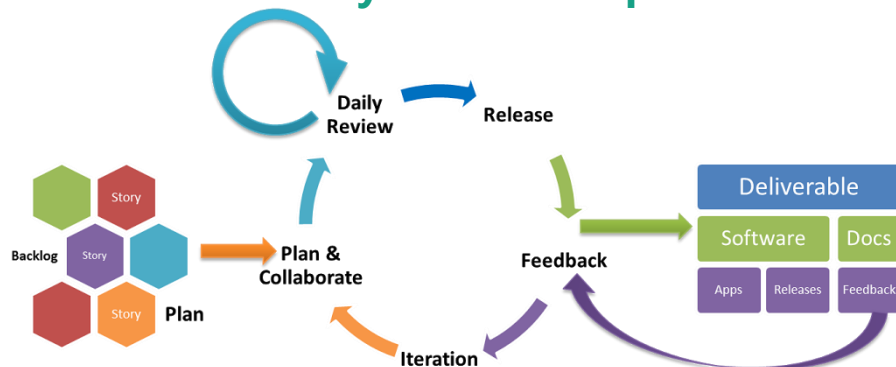 Daily
Review
Release
Deliverable
Story
Software
Docs
Backlog
Story
Plan &
Collaborate
Feedback
Apps
Releases
Feedback
Story
Plan
Iteration